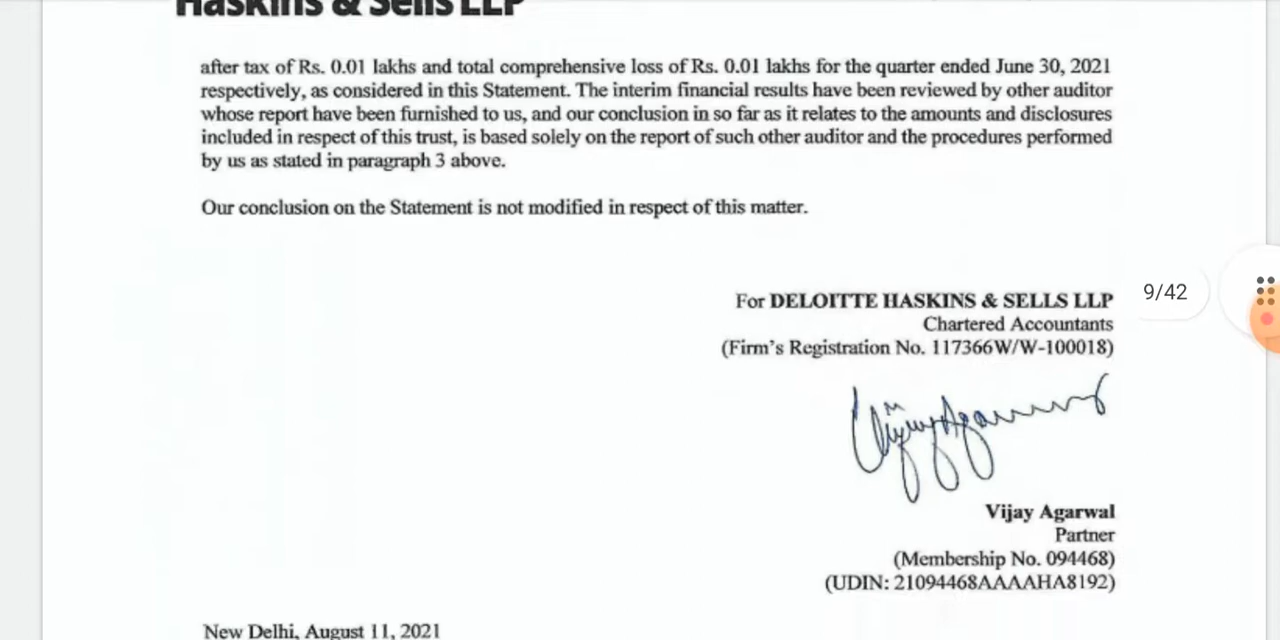 Haskins & Sells LLP
after tax of Rs. 0.01 lakhs and total comprehensive loss of Rs. 0.01 lakhs for the quarter ended June 30, 2021
respectively, as considered in this Statement. The interim financial results have been reviewed by other auditor
whose report have been furnished to us, and our conclusion in so far as it relates to the amounts and disclosures
included in respect of this trust, is based solely on the report of such other auditor and the procedures performed
by us as stated in paragraph 3 above.
Our conclusion on the Statement is not modified in respect of this matter.
For DELOITTE HASKINS & SELLS LLP
9/42
Chartered Accountants
(Firm's Registration No. 117366W/W-100018)
Vijay Agarwal
Vijay Agarwal
Partner
(Membership No. 094468)
(UDIN: 21094468AAAAHA8192)
New Delhi, August 11, 2021